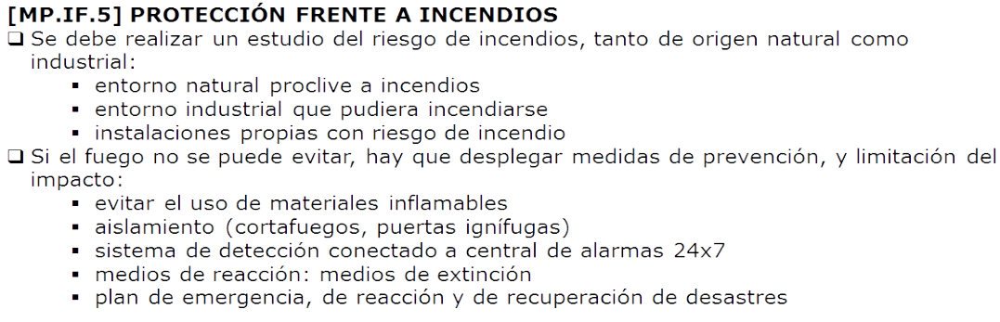 [MP.IF.5] PROTECCIÓN FRENTE A INCENDIOS
❑ Se debe realizar un estudio del riesgo de incendios, tanto de origen natural como
industrial:
▪ entorno natural proclive a incendios
▪ entorno industrial que pudiera incendiarse
▪ instalaciones propias con riesgo de incendio
❑ Si el fuego no se puede evitar, hay que desplegar medidas de prevención, y limitación del
impacto:
▪ evitar el uso de materiales inflamables
▪ aislamiento (cortafuegos, puertas ignífugas)
▪ sistema de detección conectado a central de alarmas 24x7
▪ medios de reacción: medios de extinción
▪ plan de emergencia, de reacción y de recuperación de desastres